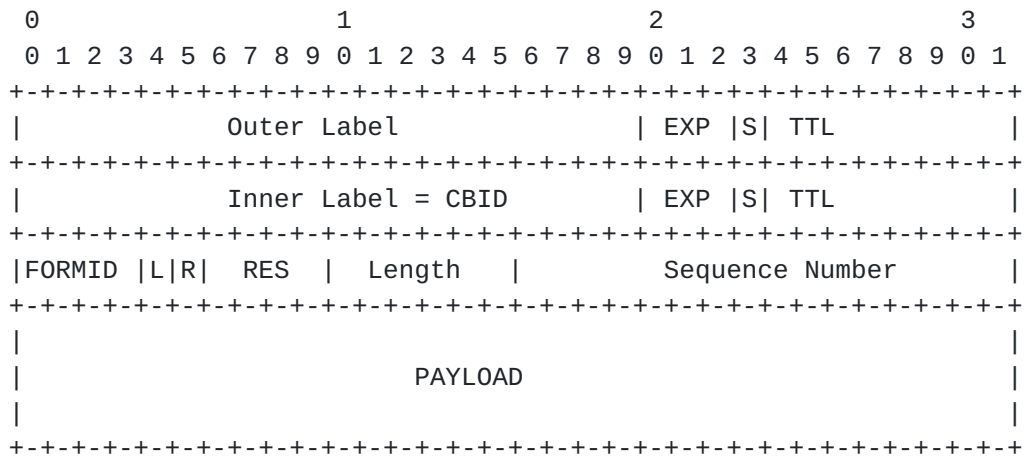 0                   1                   2                   3
 0 1 2 3 4 5 6 7 8 9 0 1 2 3 4 5 6 7 8 9 0 1 2 3 4 5 6 7 8 9 0 1
+-+-+-+-+-+-+-+-+-+-+-+-+-+-+-+-+-+-+-+-+-+-+-+-+-+-+-+-+-+-+-+-+
|             Outer Label               | EXP |S| TTL           |
+-+-+-+-+-+-+-+-+-+-+-+-+-+-+-+-+-+-+-+-+-+-+-+-+-+-+-+-+-+-+-+-+
|             Inner Label = CBID        | EXP |S| TTL           |
+-+-+-+-+-+-+-+-+-+-+-+-+-+-+-+-+-+-+-+-+-+-+-+-+-+-+-+-+-+-+-+-+
|FORMID |L|R|  RES  |  Length   |         Sequence Number       |
+-+-+-+-+-+-+-+-+-+-+-+-+-+-+-+-+-+-+-+-+-+-+-+-+-+-+-+-+-+-+-+-+
|                                                               |
|                         PAYLOAD                               |
|                                                               |
+-+-+-+-+-+-+-+-+-+-+-+-+-+-+-+-+-+-+-+-+-+-+-+-+-+-+-+-+-+-+-+-+